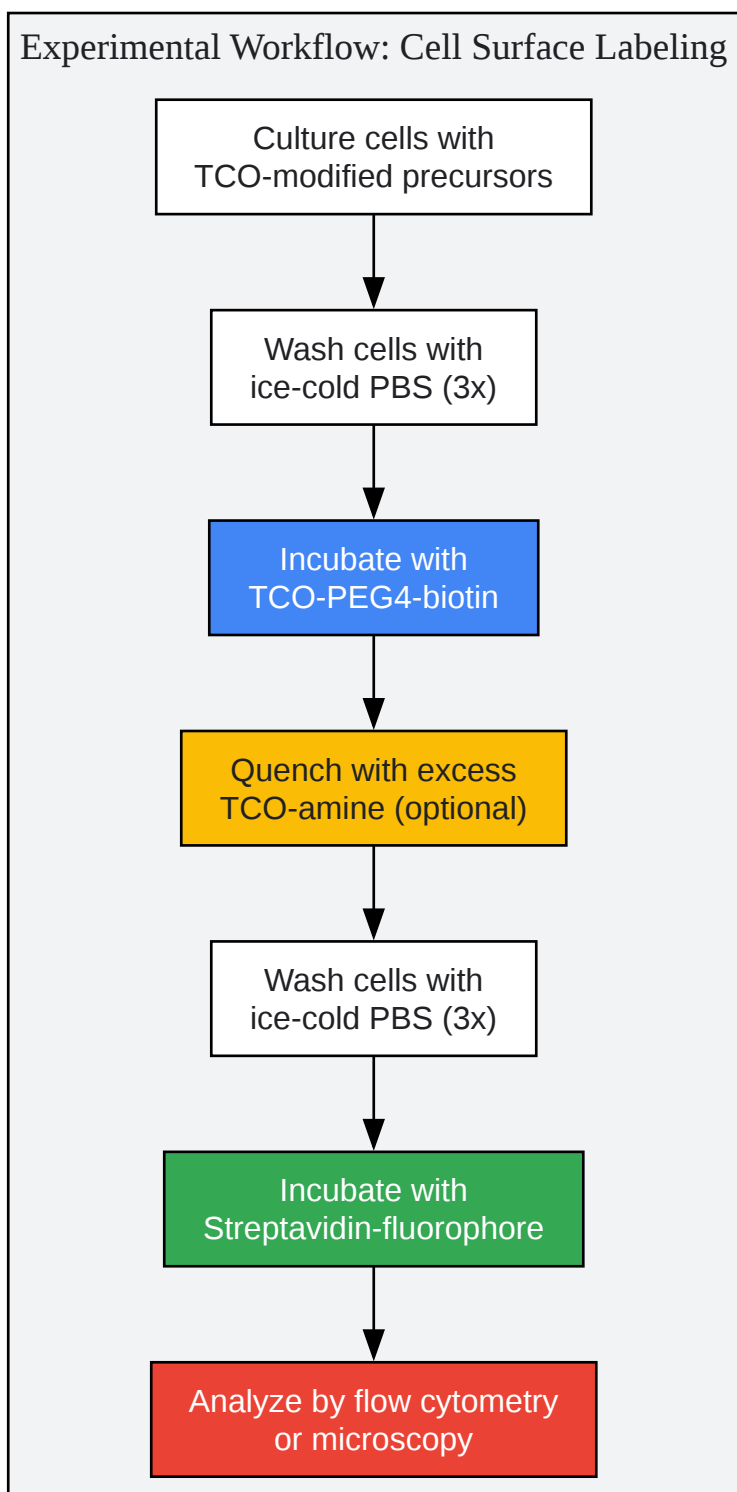 Experimental Workflow: Cell Surface Labeling
Culture cells with
TCO-modified precursors
Wash cells with
ice-cold PBS (3x)
Incubate with
TCO-PEG4-biotin
Quench with excess
TCO-amine (optional)
Wash cells with
ice-cold PBS (3x)
Incubate with
Streptavidin-fluorophore
Analyze by flow cytometry
or microscopy